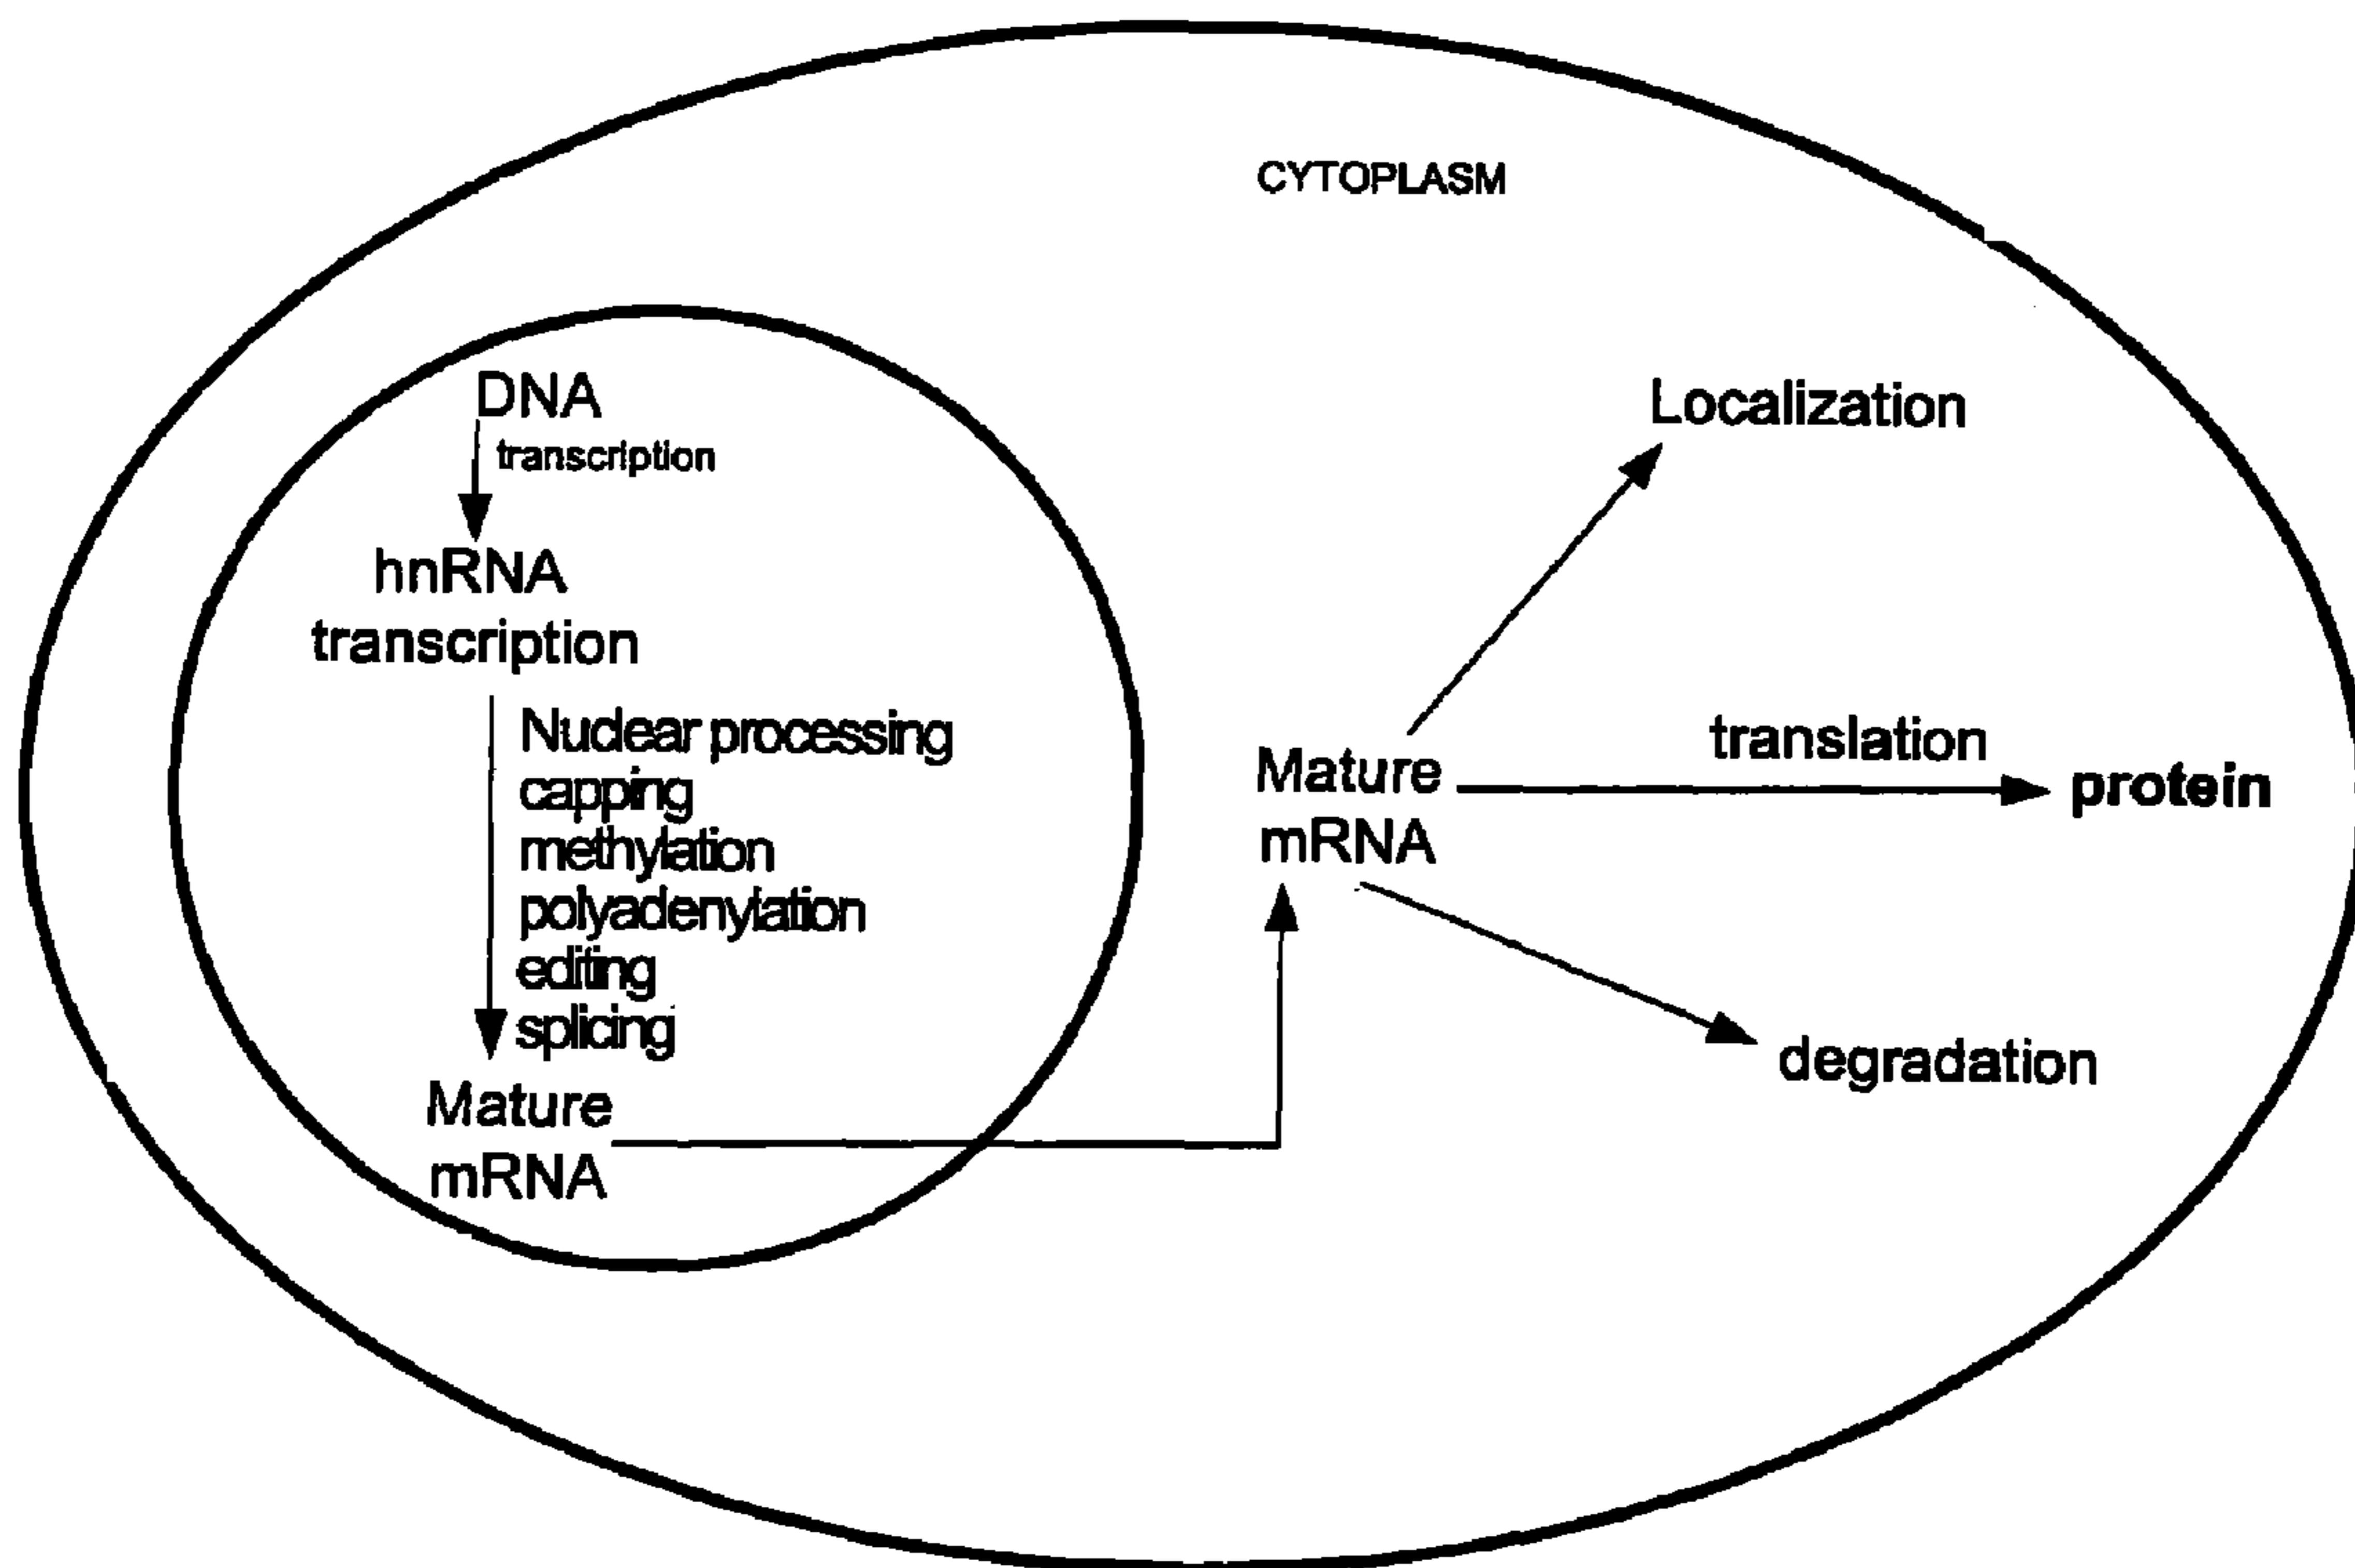 CYTOPLASM
DNA
transcription
hnRNA
transcription
Nuclear processing
capping
methylation
polyadenylation
editing
splicing
Mature
mRNA
Localization
translation
Mature
mRNA
protein
degradation